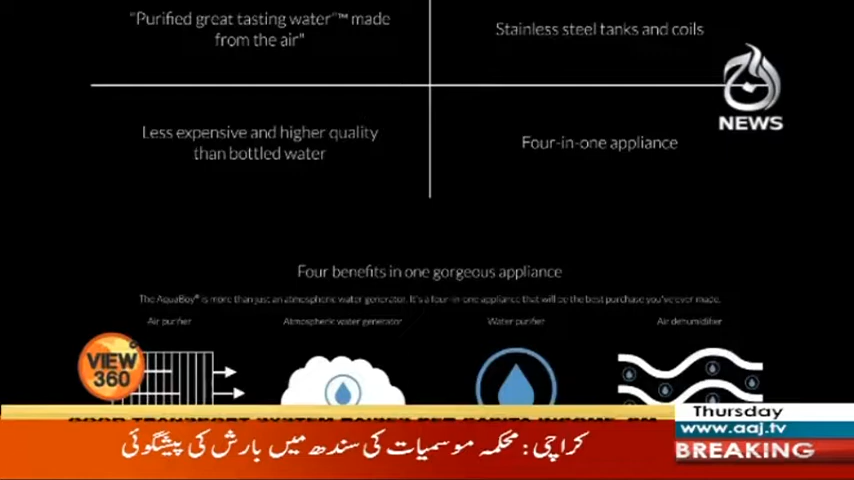 "Purified great tasting water"™ made
from the air"
Stainless steel tanks and coils
Less expensive and higher quality
than bottled water
Four-in-one appliance
آج
NEWS
Four benefits in one gorgeous appliance
The AquaBoy® is more than just an atmospheric water generator. It's a four-in-one appliance that will be the best purchase you've ever made.
Air purifier
Atmospheric water generator
Water purifier
Air dehumidifier
VIEW
360°
Thursday
www.aaj.tv
BREAKING
کراچی : محکمہ موسمیات کی سندھ میں بارش کی پیشگوئی